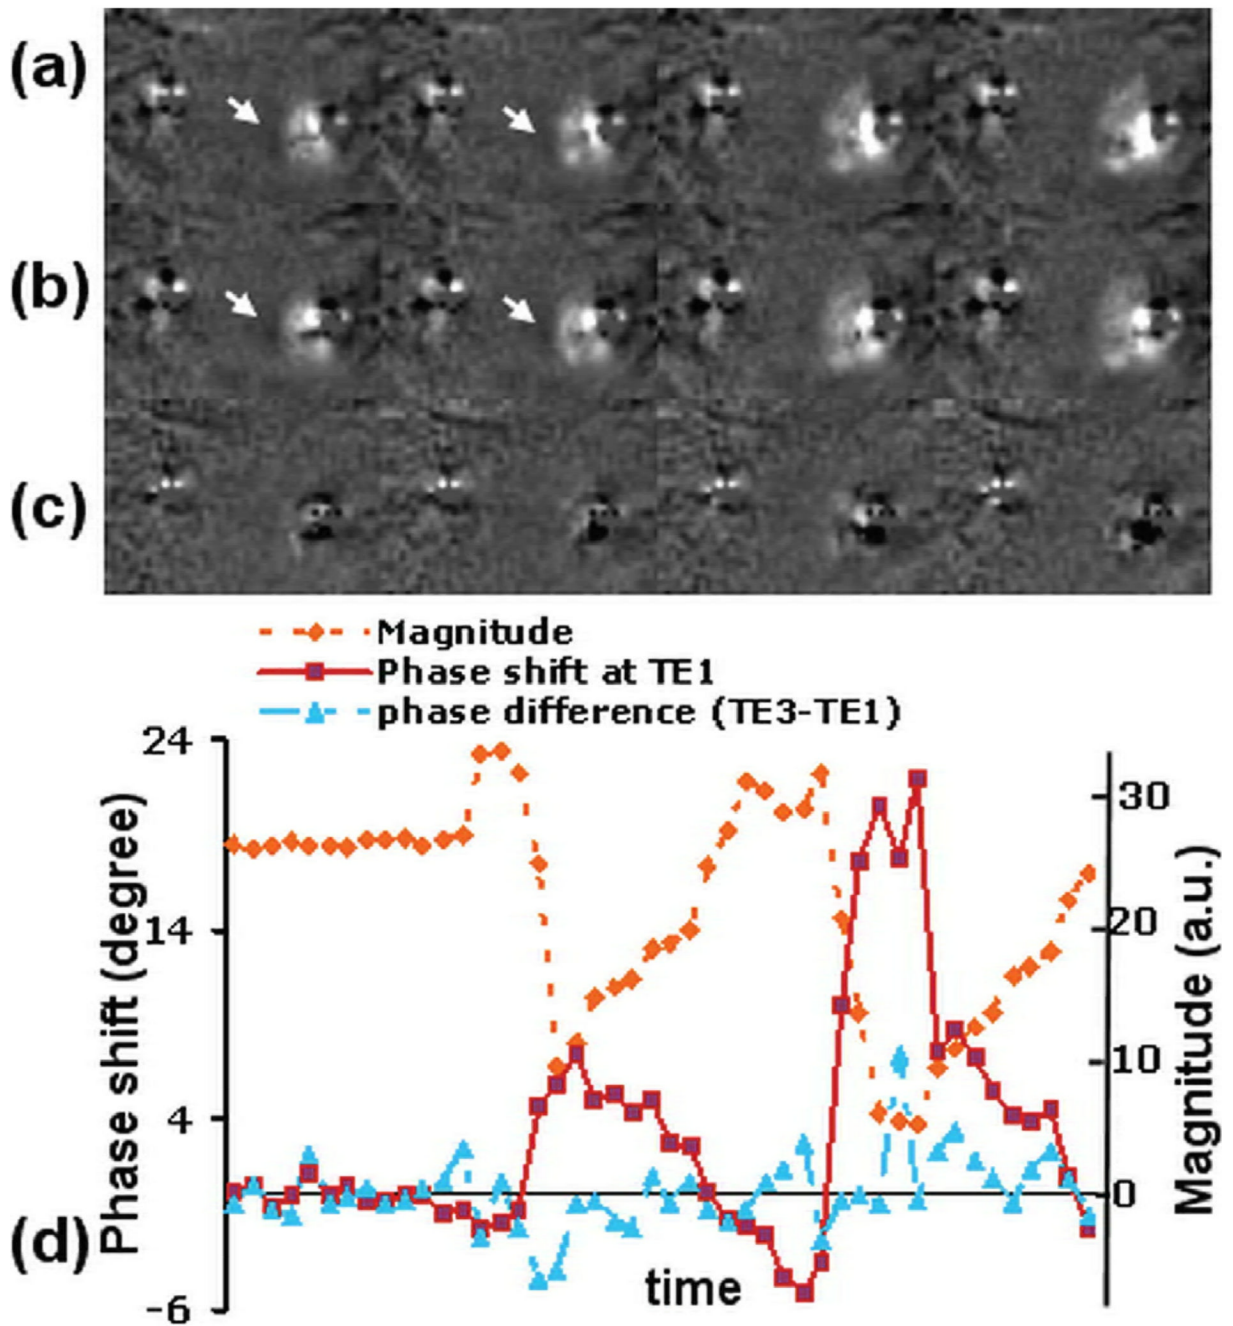 (a)
(b)
(c)
Magnitude
Phase shift at TE1
phase difference (TE3-TE1)
24
14
4
-6
Phase shift (degree)
30
20
10
0
Magnitude (a.u.)
time
(d)